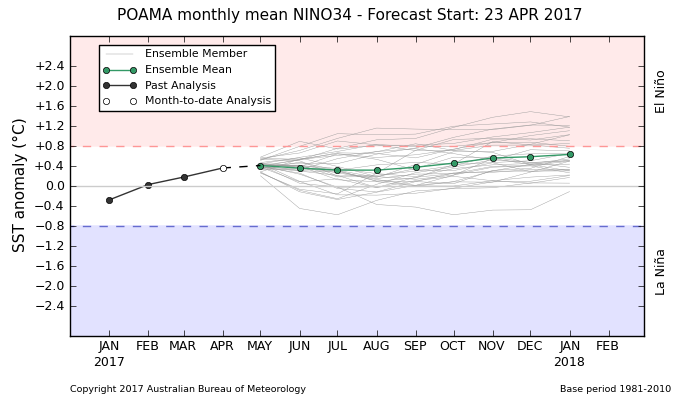 POAMA monthly mean NINO34 - Forecast Start: 23 APR 2017
Ensemble Member
Ensemble Mean
Past Analysis
Month-to-date Analysis
SST anomaly (°C)
+2.4
+2.0
+1.6
+1.2
+0.8
+0.4
0.0
−0.4
−0.8
−1.2
−1.6
−2.0
−2.4
El Niño
La Niña
JAN FEB MAR APR MAY JUN JUL AUG SEP OCT NOV DEC JAN FEB
2017 2018
Copyright 2017 Australian Bureau of Meteorology Base period 1981-2010